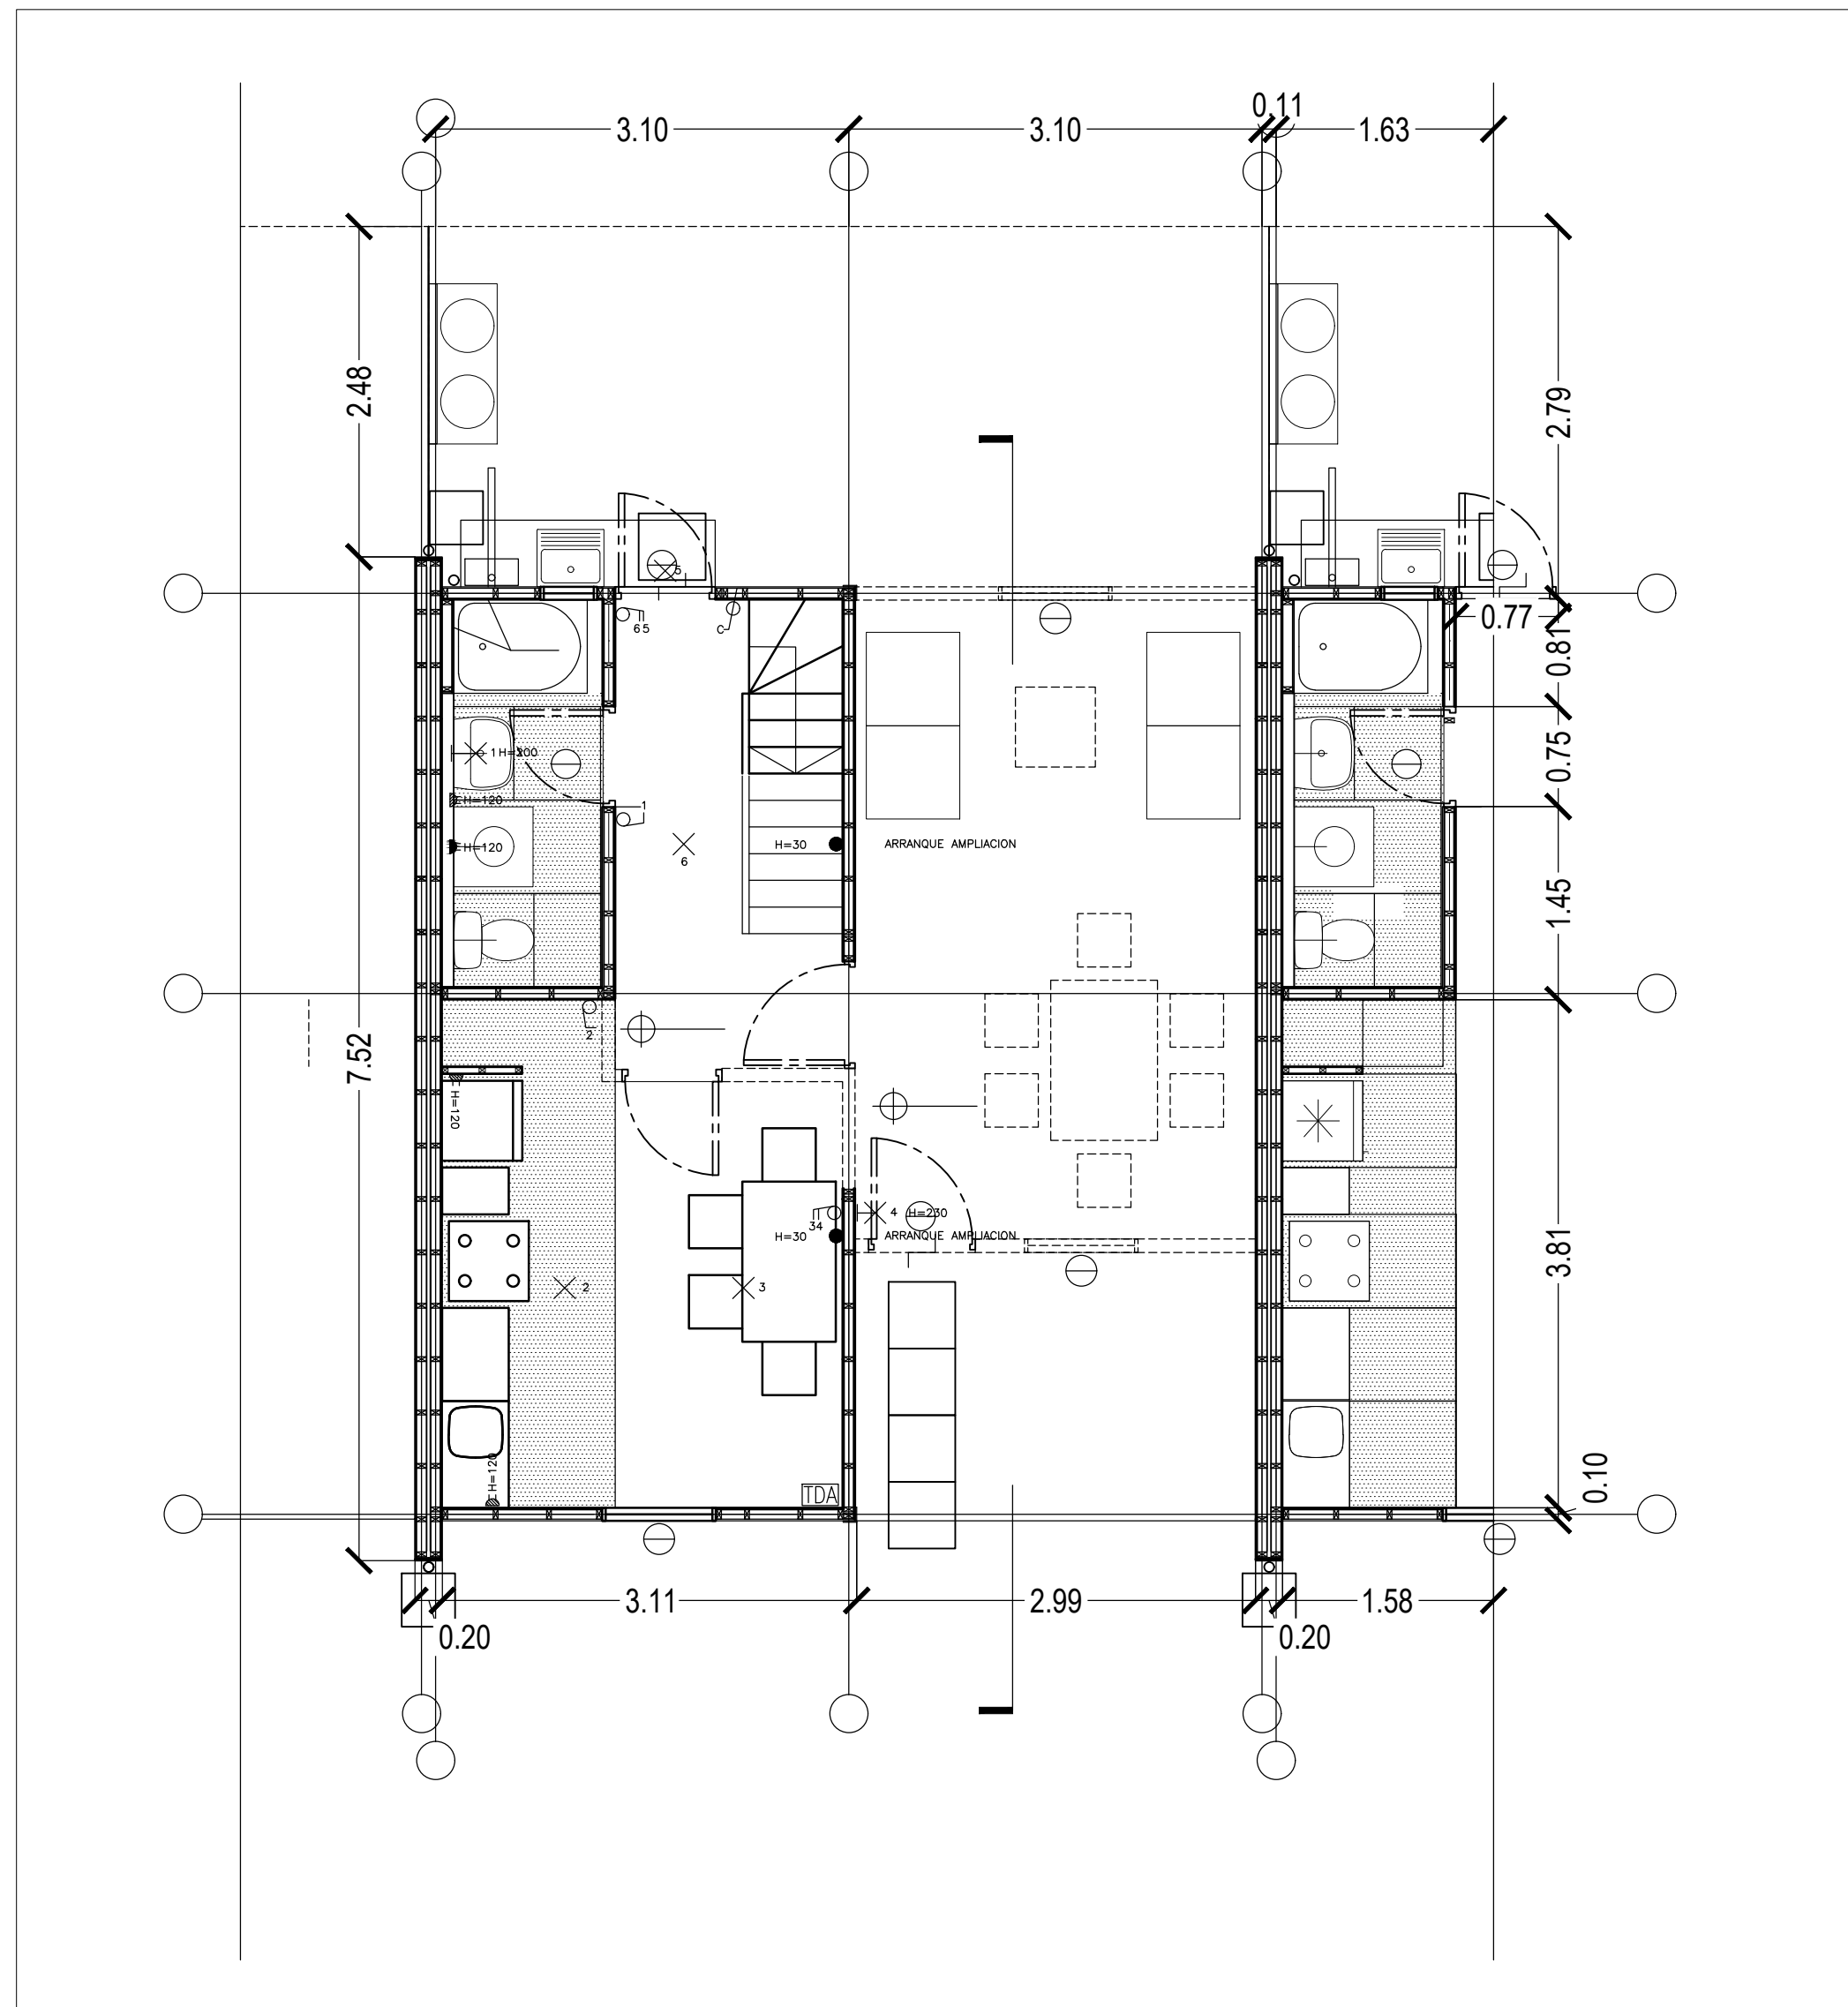 0.11
3.10
3.10
1.63
2.48
2.79
5
65
C
0.77
0.81
1 H=200
0.75
H=120
1
H=120
6
H=30
ARRANQUE AMPLIACION
1.45
2
7.52
H=120
34
4 H=230
H=30
ARRANQUE AMPLIACION
3.81
2
3
H=120
TDA
0.10
3.11
2.99
1.58
0.20
0.20